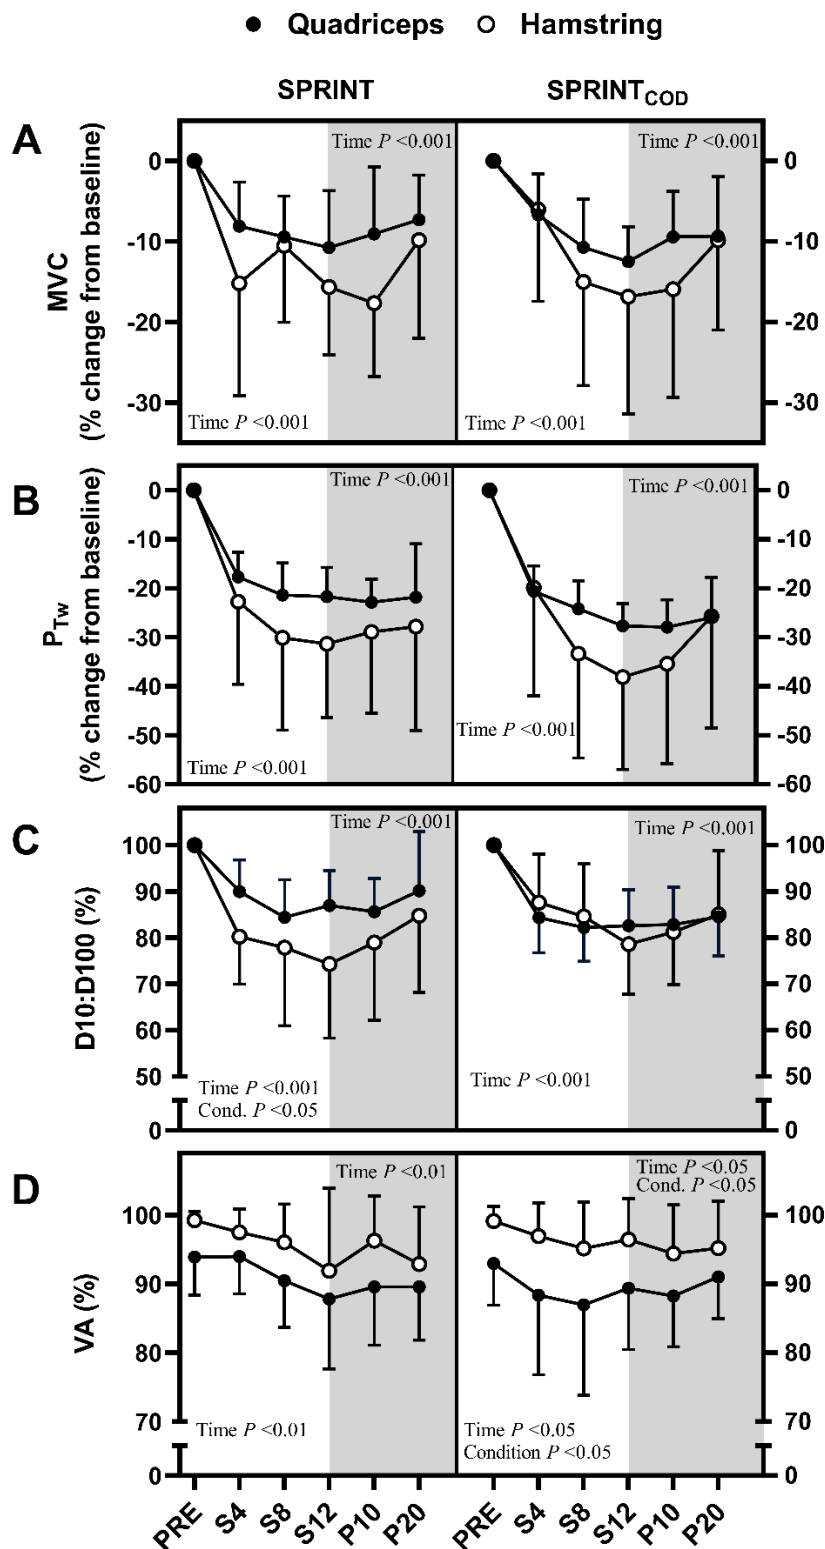 Quadriceps Hamstring
SPRINT SPRINTCOD
A
MVC
(% change from baseline)
0
-10
-20
-30
Time P <0.001
Time P <0.001
Time P <0.001
Time P <0.001
0
-10
-20
-30
B
PTw
(% change from baseline)
0
-10
-20
-30
-40
-50
-60
Time P <0.001
Time P <0.001
Time P <0.001
Time P <0.001
0
-10
-20
-30
-40
-50
-60
C
D10:D100 (%)
100
90
80
70
60
50
0
Time P <0.001
Time P <0.001
Cond. P <0.05
Time P <0.001
Time P <0.001
100
90
80
70
60
50
0
D
VA (%)
100
90
80
70
0
Time P <0.01
Time P <0.01
Time P <0.05
Cond. P <0.05
Time P <0.05
Condition P <0.05
100
90
80
70
0
PRE S4 S8 S12 P10 P20 PRE S4 S8 S12 P10 P20